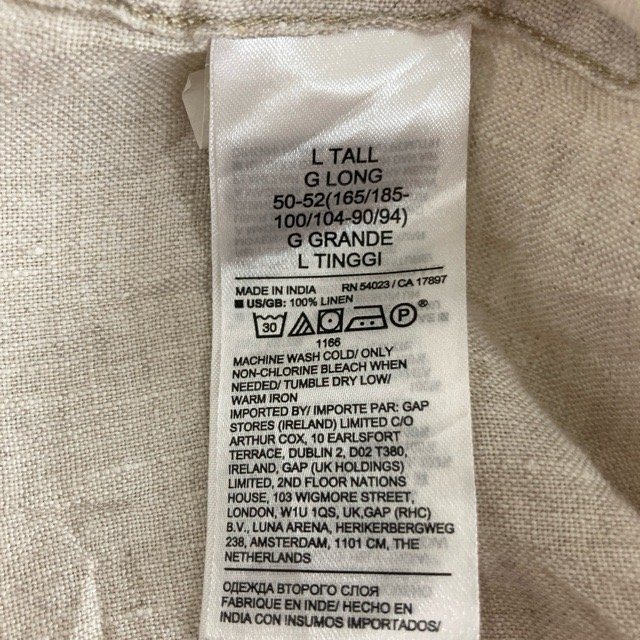 L TALL
G LONG
50-52(165/185-
100/104-90/94)
G GRANDE
L TINGGI
MADE IN INDIA RN 54023 / CA 17897
■ US/GB: 100% LINEN
30 P ®
1166
MACHINE WASH COLD/ ONLY
NON-CHLORINE BLEACH WHEN
NEEDED/ TUMBLE DRY LOW/
WARM IRON
IMPORTED BY/ IMPORTE PAR: GAP
STORES (IRELAND) LIMITED C/O
ARTHUR COX, 10 EARLSFORT
TERRACE, DUBLIN 2, D02 T380,
IRELAND, GAP (UK HOLDINGS)
LIMITED, 2ND FLOOR NATIONS
HOUSE, 103 WIGMORE STREET,
LONDON, W1U 1QS, UK,GAP (RHC)
B.V., LUNA ARENA, HERIKERBERGWEG
238, AMSTERDAM, 1101 CM, THE
NETHERLANDS
ОДЕЖДА ВТОРОГО СЛОЯ
FABRIQUE EN INDE/ HECHO EN
INDIA CON INSUMOS IMPORTADOS/